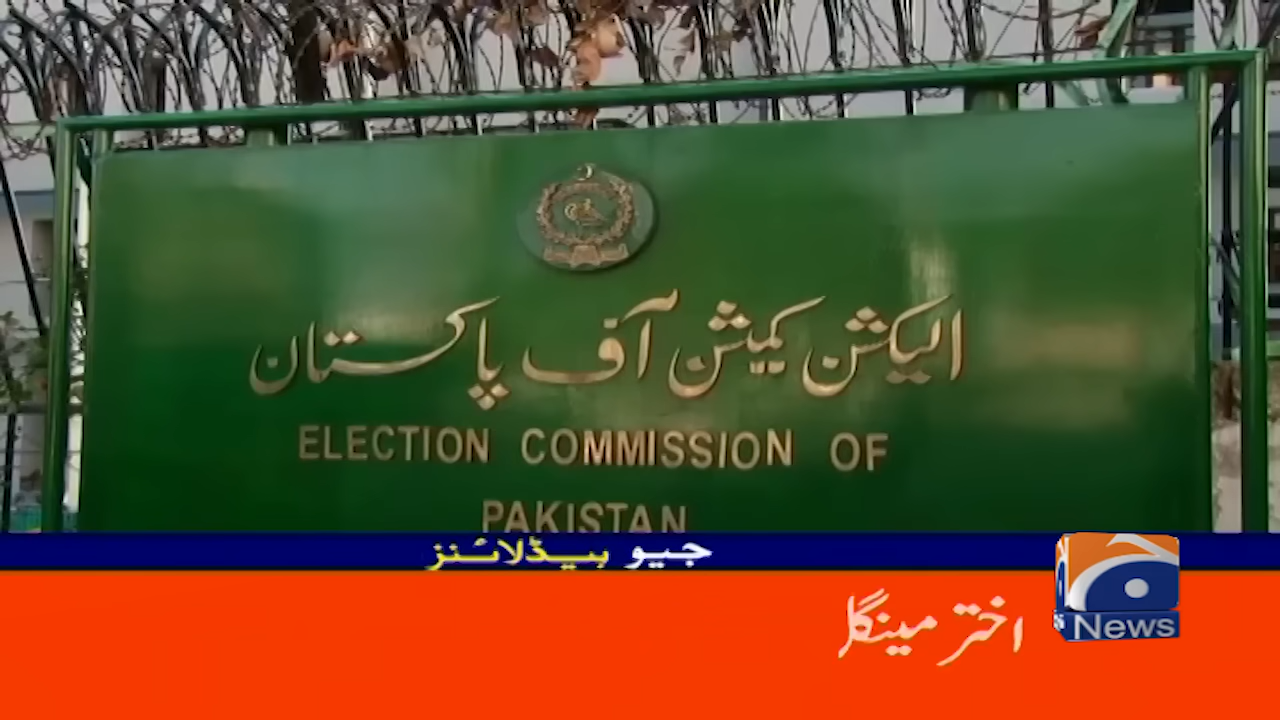 الیکشن کمیشن آف پاکستان
ELECTION COMMISSION OF
PAKISTAN
جیو ہیڈلائنز
اختر مینگل
News